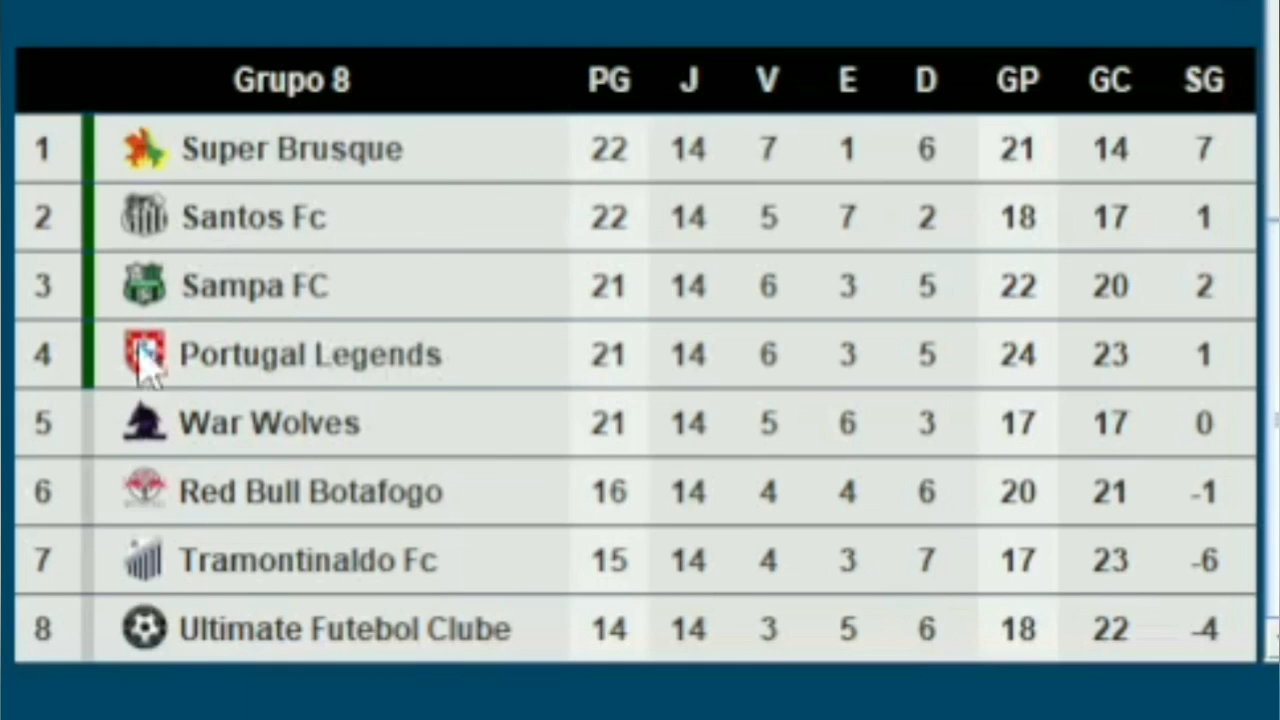 Grupo 8 PG J V E D GP GC SG
1 Super Brusque 22 14 7 1 6 21 14 7
2 Santos Fc 22 14 5 7 2 18 17 1
3 Sampa FC 21 14 6 3 5 22 20 2
4 Portugal Legends 21 14 6 3 5 24 23 1
5 War Wolves 21 14 5 6 3 17 17 0
6 Red Bull Botafogo 16 14 4 4 6 20 21 -1
7 Tramontinaldo Fc 15 14 4 3 7 17 23 -6
8 Ultimate Futebol Clube 14 14 3 5 6 18 22 -4